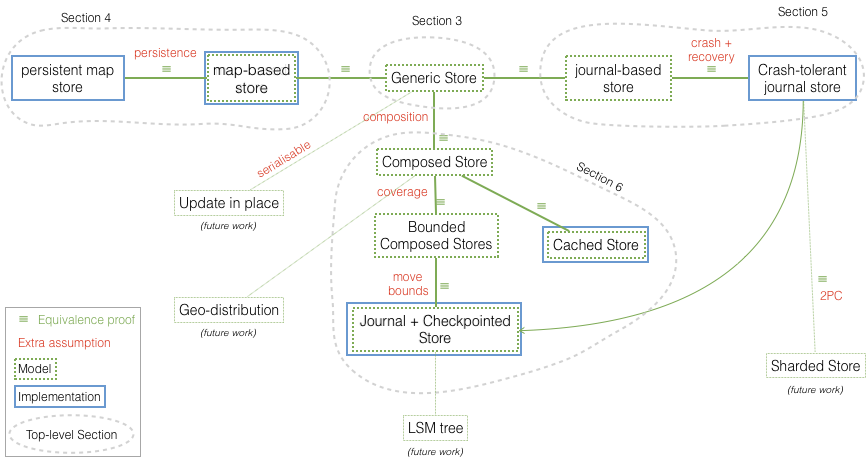 Section 4
Section 3
Section 5
persistent map
store
persistence
≡
map-based
store
≡
Generic Store
≡
journal-based
store
crash +
recovery
≡
Crash-tolerant
journal store
composition
≡
serialisable
Composed Store
Section 6
Update in place
(future work)
coverage
≡
≡
Bounded
Composed Stores
Cached Store
move
bounds
≡
≡
2PC
Geo-distribution
(future work)
Journal + Checkpointed
Store
Sharded Store
(future work)
LSM tree
(future work)
≡ Equivalence proof
Extra assumption
Model
Implementation
Top-level Section